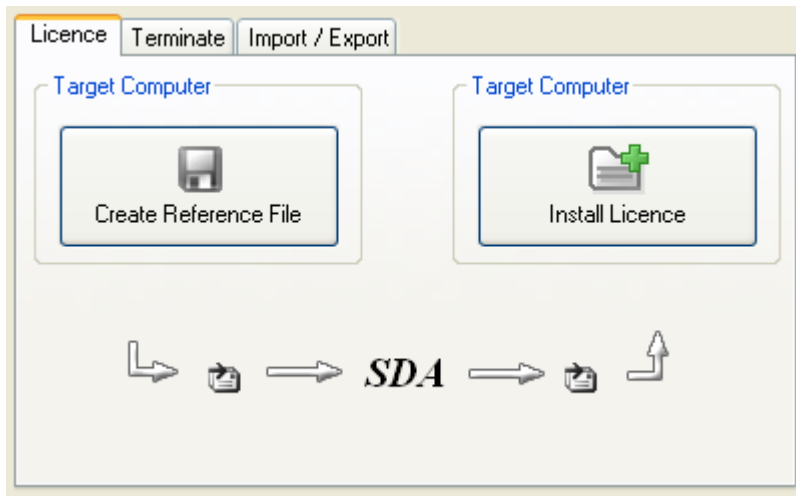 Licence Terminate Import / Export
Target Computer Target Computer
Create Reference File Install Licence
SDA